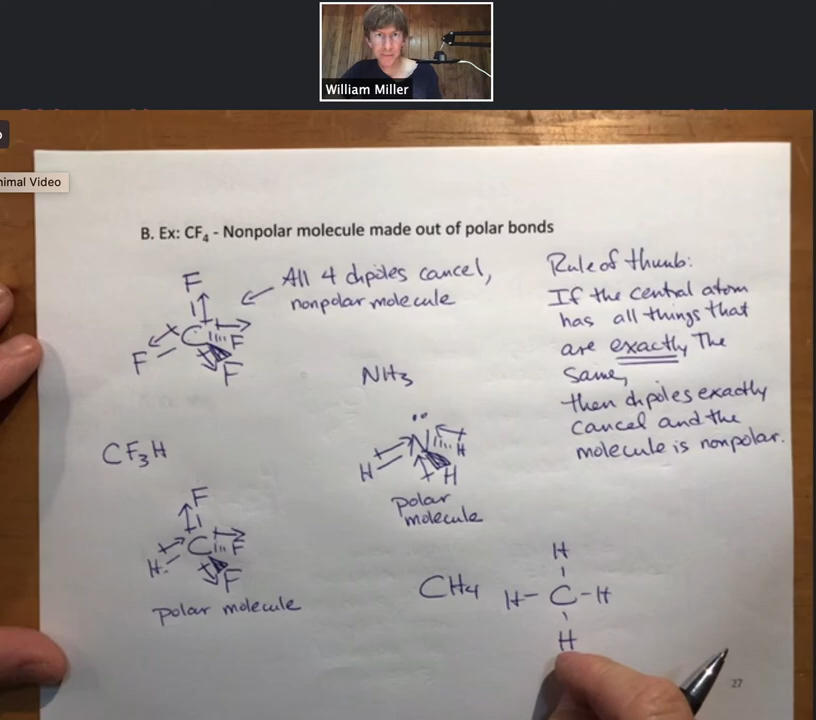 William Miller
nimal Video
B. Ex: CF₄ - Nonpolar molecule made out of polar bonds
F
C
F
F
F
All 4 dipoles cancel,
nonpolar molecule
Rule of thumb:
If the central atom
has all things that
are exactly The
same,
then dipoles exactly
cancel and the
molecule is nonpolar.
NH₃
N
H
H
H
polar
molecule
CF₃H
F
C
F
H
F
polar molecule
CH₄
H
H-C-H
H
27